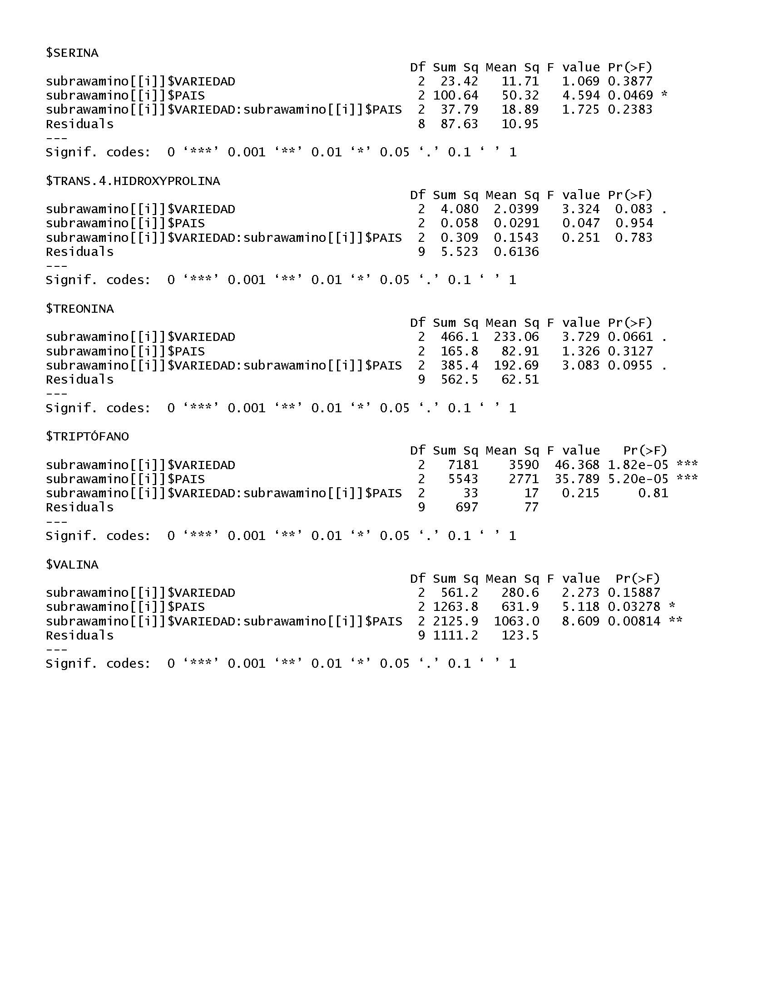 $SERINA
Df Sum Sq Mean Sq F value Pr(>F)
subrawamino[[i]]$VARIEDAD 2 23.42 11.71 1.069 0.3877
subrawamino[[i]]$PAIS 2 100.64 50.32 4.594 0.0469 *
subrawamino[[i]]$VARIEDAD:subrawamino[[i]]$PAIS 2 37.79 18.89 1.725 0.2383
Residuals 8 87.63 10.95
---
Signif. codes: 0 ‘***’ 0.001 ‘**’ 0.01 ‘*’ 0.05 ‘.’ 0.1 ‘ ’ 1
$TRANS.4.HIDROXYPROLINA
Df Sum Sq Mean Sq F value Pr(>F)
subrawamino[[i]]$VARIEDAD 2 4.080 2.0399 3.324 0.083 .
subrawamino[[i]]$PAIS 2 0.058 0.0291 0.047 0.954
subrawamino[[i]]$VARIEDAD:subrawamino[[i]]$PAIS 2 0.309 0.1543 0.251 0.783
Residuals 9 5.523 0.6136
---
Signif. codes: 0 ‘***’ 0.001 ‘**’ 0.01 ‘*’ 0.05 ‘.’ 0.1 ‘ ’ 1
$TREONINA
Df Sum Sq Mean Sq F value Pr(>F)
subrawamino[[i]]$VARIEDAD 2 466.1 233.06 3.729 0.0661 .
subrawamino[[i]]$PAIS 2 165.8 82.91 1.326 0.3127
subrawamino[[i]]$VARIEDAD:subrawamino[[i]]$PAIS 2 385.4 192.69 3.083 0.0955 .
Residuals 9 562.5 62.51
---
Signif. codes: 0 ‘***’ 0.001 ‘**’ 0.01 ‘*’ 0.05 ‘.’ 0.1 ‘ ’ 1
$TRIPTÓFANO
Df Sum Sq Mean Sq F value Pr(>F)
subrawamino[[i]]$VARIEDAD 2 7181 3590 46.368 1.82e-05 ***
subrawamino[[i]]$PAIS 2 5543 2771 35.789 5.20e-05 ***
subrawamino[[i]]$VARIEDAD:subrawamino[[i]]$PAIS 2 33 17 0.215 0.81
Residuals 9 697 77
---
Signif. codes: 0 ‘***’ 0.001 ‘**’ 0.01 ‘*’ 0.05 ‘.’ 0.1 ‘ ’ 1
$VALINA
Df Sum Sq Mean Sq F value Pr(>F)
subrawamino[[i]]$VARIEDAD 2 561.2 280.6 2.273 0.15887
subrawamino[[i]]$PAIS 2 1263.8 631.9 5.118 0.03278 *
subrawamino[[i]]$VARIEDAD:subrawamino[[i]]$PAIS 2 2125.9 1063.0 8.609 0.00814 **
Residuals 9 1111.2 123.5
---
Signif. codes: 0 ‘***’ 0.001 ‘**’ 0.01 ‘*’ 0.05 ‘.’ 0.1 ‘ ’ 1